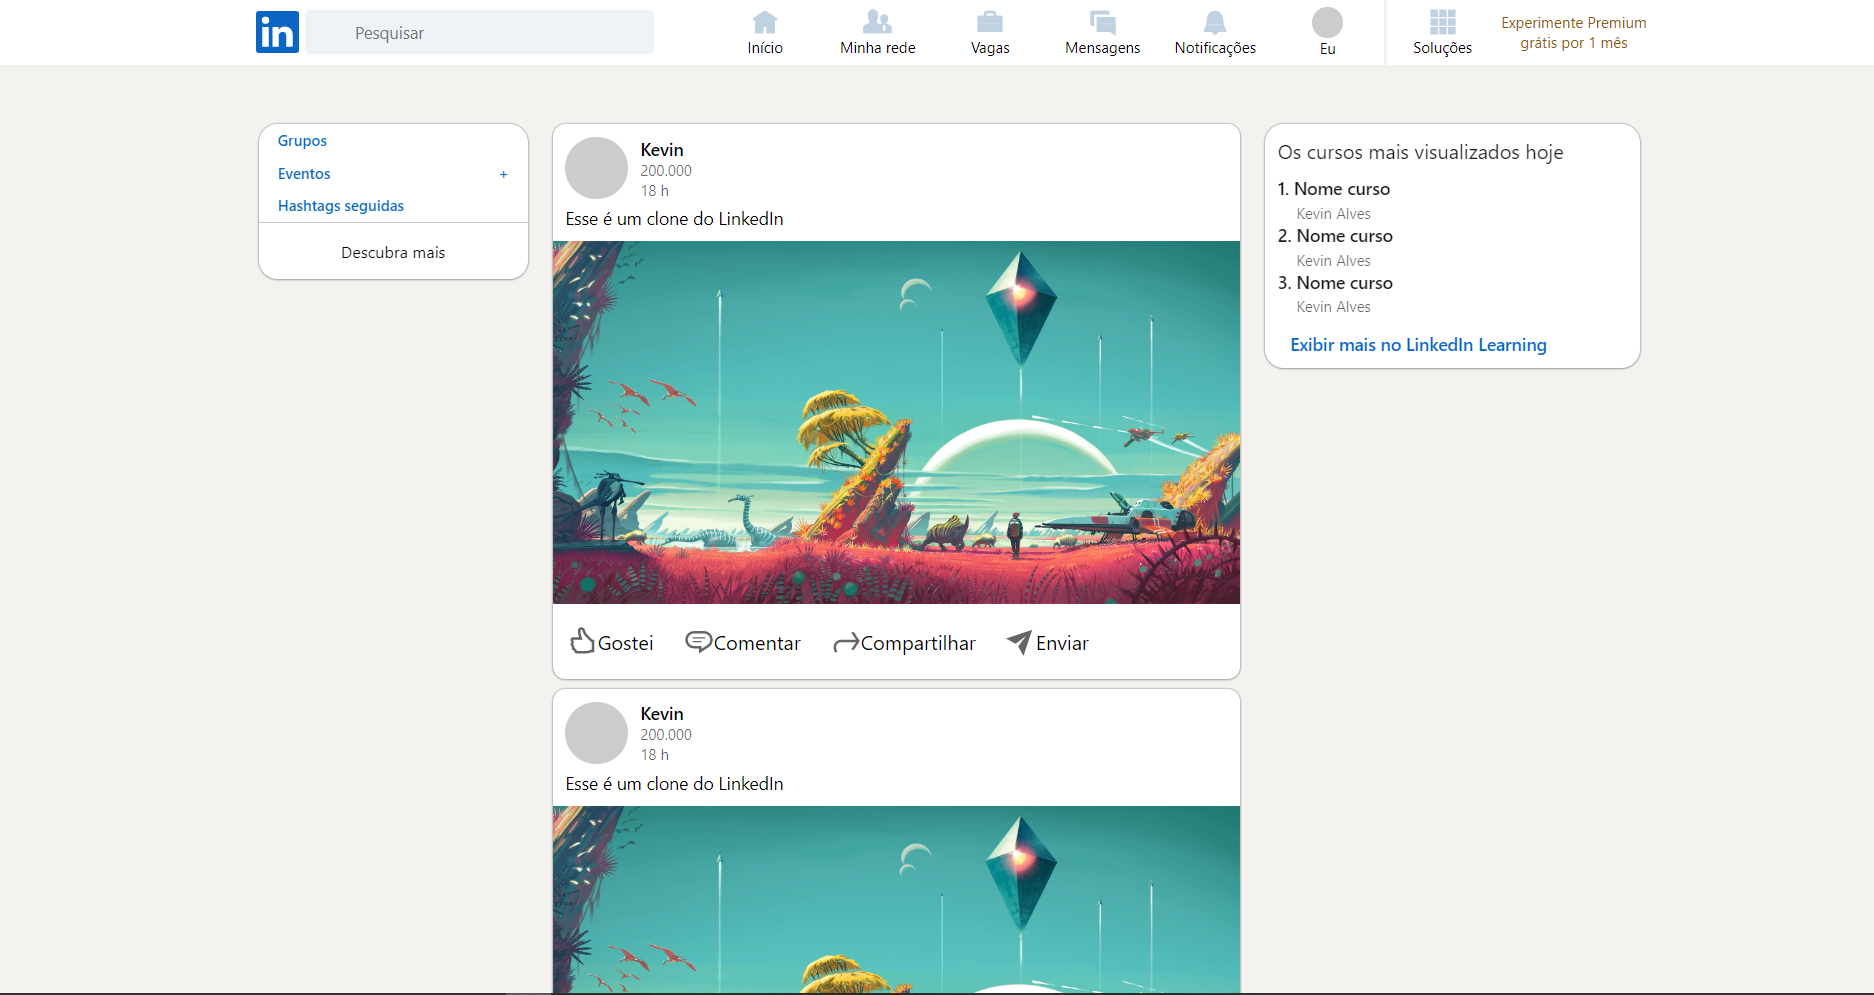 in
Pesquisar
Início
Minha rede
Vagas
Mensagens
Notificações
Eu
Soluções
Experimente Premium
grátis por 1 mês
Grupos
Eventos +
Hashtags seguidas
Descubra mais
Kevin
200.000
18 h
Esse é um clone do LinkedIn
Gostei
Comentar
Compartilhar
Enviar
Kevin
200.000
18 h
Esse é um clone do LinkedIn
Os cursos mais visualizados hoje
1. Nome curso
Kevin Alves
2. Nome curso
Kevin Alves
3. Nome curso
Kevin Alves
Exibir mais no LinkedIn Learning